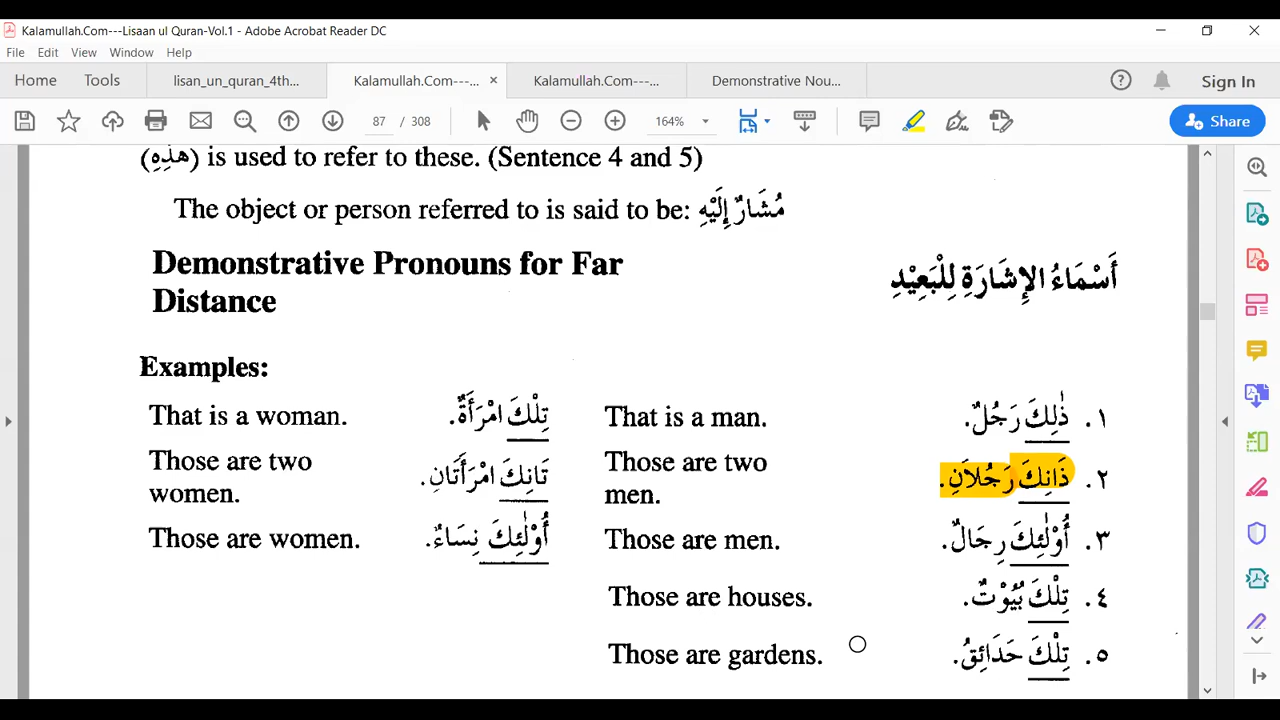 Kalamullah.Com---Lisaan ul Quran-Vol.1 - Adobe Acrobat Reader DC
File Edit View Window Help
Home Tools lisan_un_quran_4th... Kalamullah.Com---... × Kalamullah.Com---... Demonstrative Nou... Sign In
87 / 308 164% Share
(هٰذِهِ) is used to refer to these. (Sentence 4 and 5)
The object or person referred to is said to be: مُشَارٌ إِلَيْهِ
Demonstrative Pronouns for Far Distance أَسْمَاءُ الإِشَارَةِ لِلْبَعِيْدِ
Examples:
That is a woman. تِلْكَ امْرَأَةٌ. That is a man. ١. ذٰلِكَ رَجُلٌ.
Those are two women. تَانِكَ امْرَأَتَانِ. Those are two men. ٢. ذَانِكَ رَجُلاَنِ.
Those are women. أُوْلٰئِكَ نِسَاءٌ. Those are men. ٣. أُوْلٰئِكَ رِجَالٌ.
Those are houses. ٤. تِلْكَ بُيُوْتٌ.
Those are gardens. ٥. تِلْكَ حَدَائِقُ.